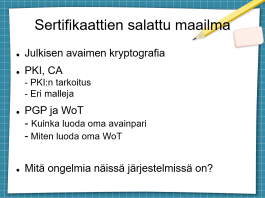 Sertifikaattien salattu maailma
• Julkisen avaimen kryptografia
• PKI, CA
- PKI:n tarkoitus
- Eri malleja
• PGP ja WoT
- Kuinka luoda oma avainpari
- Miten luoda oma WoT
• Mitä ongelmia näissä järjestelmissä on?